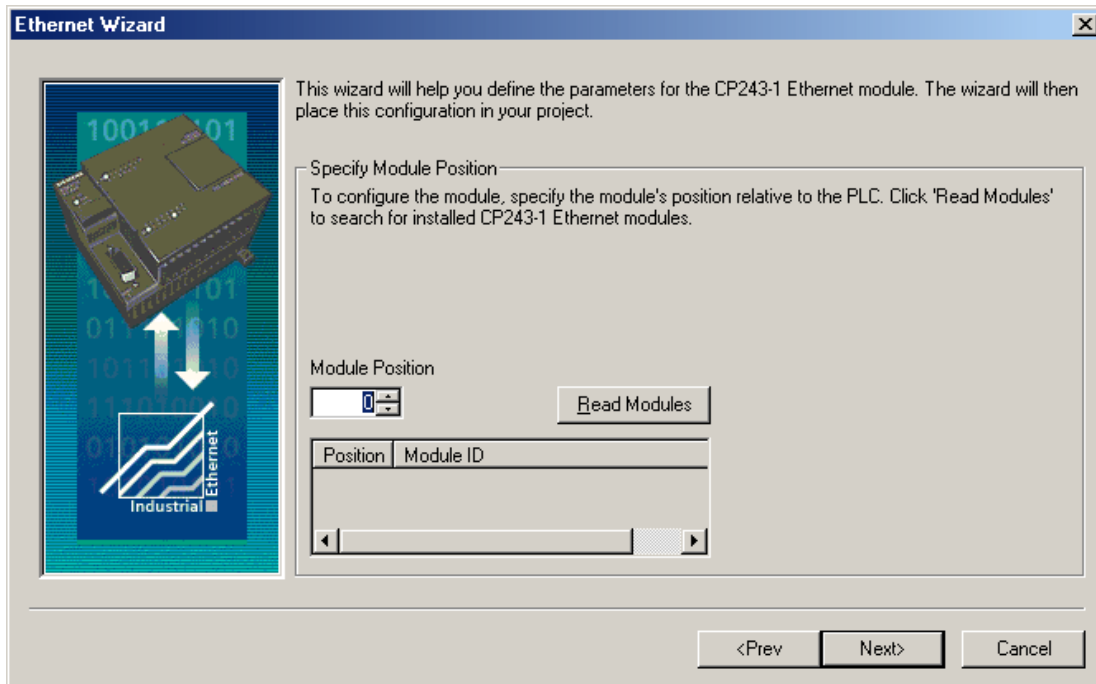 Ethernet Wizard
This wizard will help you define the parameters for the CP243-1 Ethernet module. The wizard will then
place this configuration in your project.
Specify Module Position
To configure the module, specify the module's position relative to the PLC. Click 'Read Modules'
to search for installed CP243-1 Ethernet modules.
Module Position
0
Read Modules
Position Module ID
Industrial
Ethernet
<Prev
Next>
Cancel